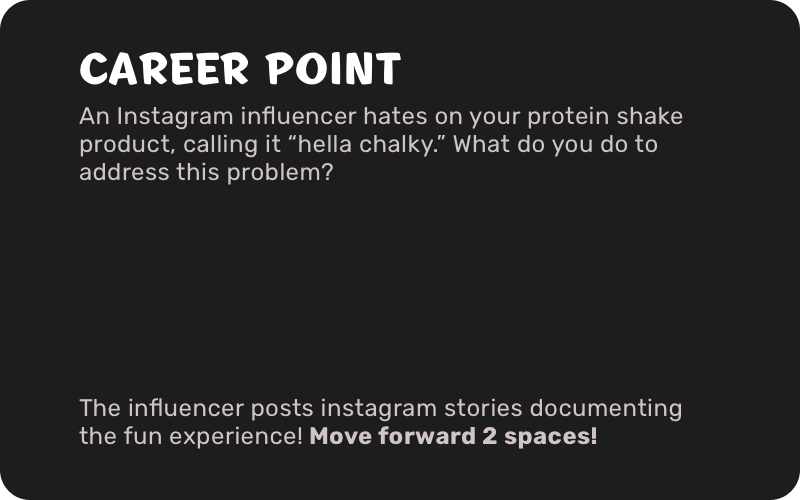 CAREER POINT
An Instagram influencer hates on your protein shake
product, calling it “hella chalky.” What do you do to
address this problem?
The influencer posts instagram stories documenting
the fun experience! Move forward 2 spaces!